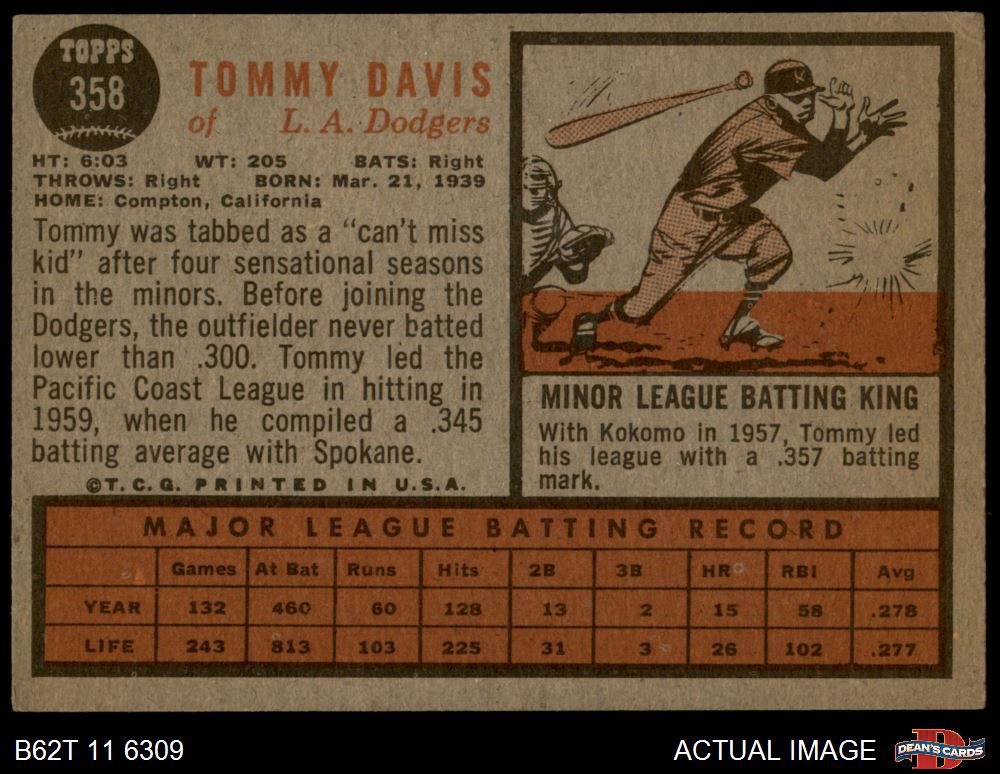 TOPPS
358
TOMMY DAVIS
of L. A. Dodgers
HT: 6:03 WT: 205 BATS: Right
THROWS: Right BORN: Mar. 21, 1939
HOME: Compton, California
Tommy was tabbed as a "can't miss
kid" after four sensational seasons
in the minors. Before joining the
Dodgers, the outfielder never batted
lower than .300. Tommy led the
Pacific Coast League in hitting in
1959, when he compiled a .345
batting average with Spokane.
©T. C. G. PRINTED IN U.S.A.
MINOR LEAGUE BATTING KING
With Kokomo in 1957, Tommy led
his league with a .357 batting
mark.
MAJOR LEAGUE BATTING RECORD
Games At Bat Runs Hits 2B 3B HR RBI Avg
YEAR 132 460 60 128 13 2 15 58 .278
LIFE 243 813 103 225 31 3 26 102 .277
B62T 11 6309
ACTUAL IMAGE
D
DEAN'S CARDS